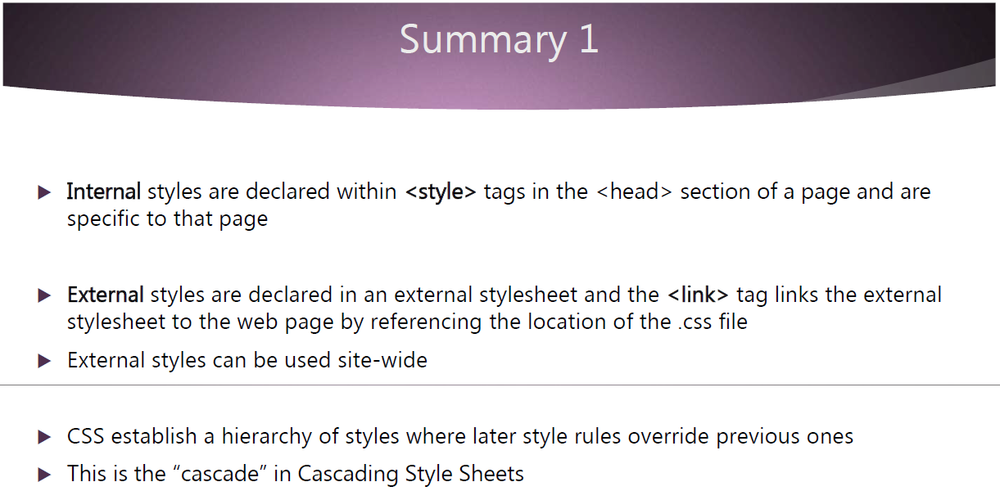 Summary 1
Internal styles are declared within <style> tags in the <head> section of a page and are
specific to that page
External styles are declared in an external stylesheet and the <link> tag links the external
stylesheet to the web page by referencing the location of the .css file
External styles can be used site-wide
CSS establish a hierarchy of styles where later style rules override previous ones
This is the “cascade” in Cascading Style Sheets